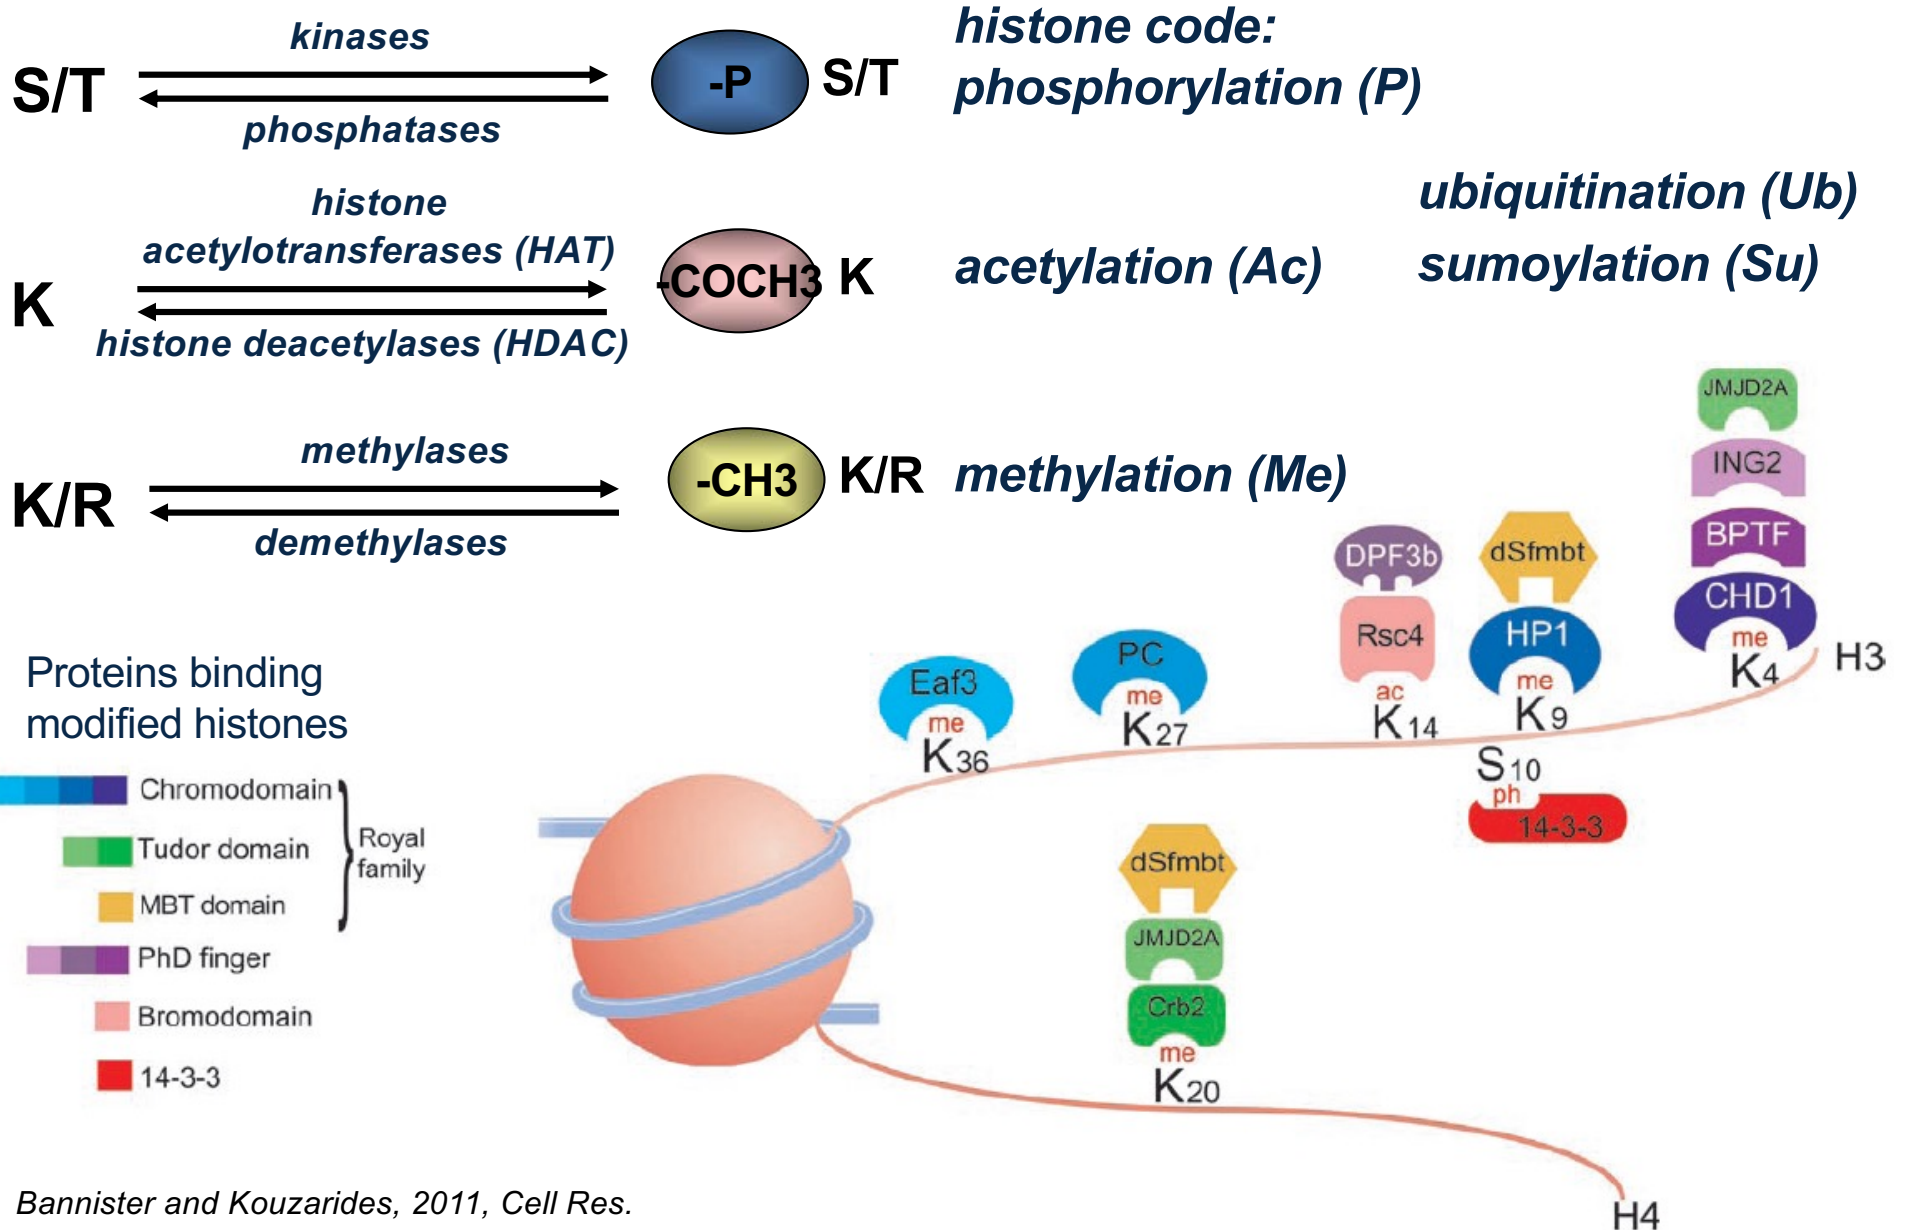 kinases
S/T
-P
S/T
phosphatases
histone code:
phosphorylation (P)
histone
acetylotransferases (HAT)
K
-COCH3
K
histone deacetylases (HDAC)
acetylation (Ac)
ubiquitination (Ub)
sumoylation (Su)
methylases
K/R
-CH3
K/R
demethylases
methylation (Me)
JMJD2A
ING2
BPTF
CHD1
me
K4
H3
dSfmbt
HP1
me
K9
DPF3b
Rsc4
ac
K14
PC
me
K27
Eaf3
me
K36
S10
ph
14-3-3
Proteins binding
modified histones
Chromodomain
Tudor domain
MBT domain
Royal
family
PhD finger
Bromodomain
14-3-3
dSfmbt
JMJD2A
Crb2
me
K20
H4
Bannister and Kouzarides, 2011, Cell Res.